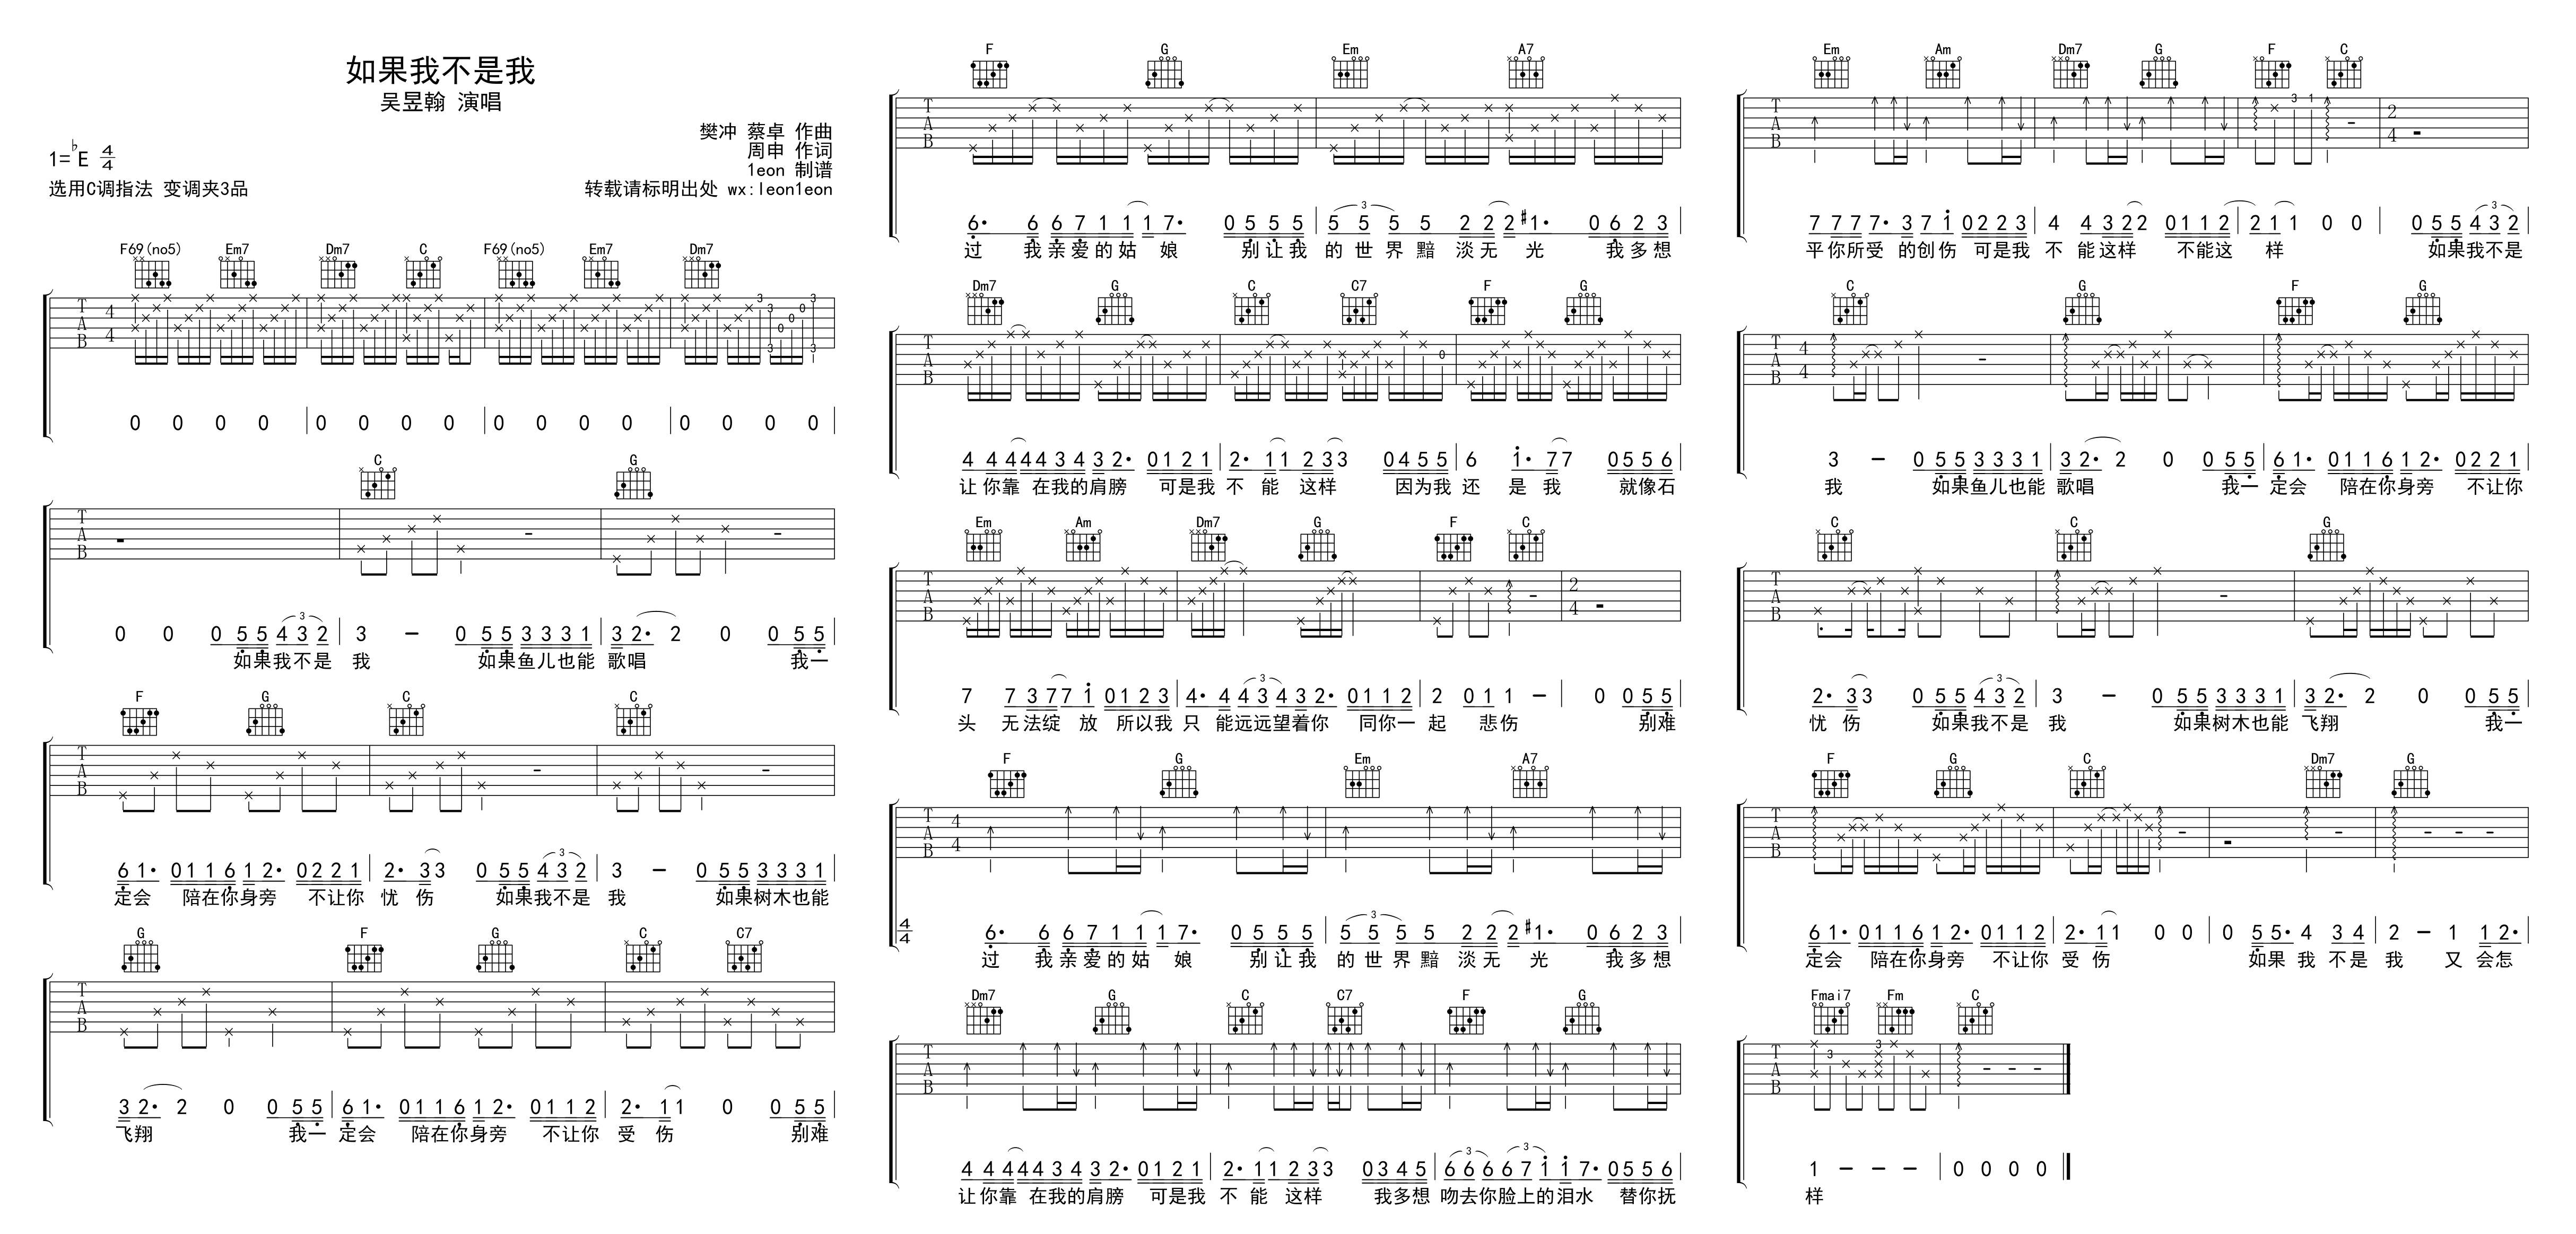 如果我不是我
吴昱翰 演唱
樊冲 蔡卓 作曲
周申 作词
1eon 制谱
1=♭E 4/4
选用C调指法 变调夹3品
转载请标明出处 wx:leon1eon
F69(no5) Em7 Dm7 C F69(no5) Em7 Dm7
0 0 0 0 | 0 0 0 0 | 0 0 0 0 | 0 0 0 0
C G
0 0 0 5 5 4 3 2 | 3 - 0 5 5 3 3 3 1 | 3 2· 2 0 0 5 5
如果我不是 我 如果鱼儿也能 歌唱 我一
F G C C
6 1· 0 1 1 6 1 2· 0 2 2 1 | 2· 3 3 0 5 5 4 3 2 | 3 - 0 5 5 3 3 3 1
定会 陪在你身旁 不让你 忧 伤 如果我不是 我 如果树木也能
G F G C C7
3 2· 2 0 0 5 5 | 6 1· 0 1 1 6 1 2· 0 1 1 2 | 2· 1 1 0 0 5 5
飞翔 我一 定会 陪在你身旁 不让你 受 伤 别难
F G Em A7
6· 6 6 7 1 1 1 7· 0 5 5 5 | 5 5 5 5 2 2 2 #1· 0 6 2 3
过 我亲爱的姑 娘 别让我 的 世 界 黯 淡无 光 我多想
Dm7 G C C7 F G
4 4 4 4 4 3 4 3 2· 0 1 2 1 | 2· 1 1 2 3 3 0 4 5 5 | 6 1· 7 7 0 5 5 6
让你靠 在我的肩膀 可是我 不 能 这样 因为我 还 是 我 就像石
Em Am Dm7 G F C
7 7 3 7 7 1 0 1 2 3 | 4· 4 4 3 4 3 2· 0 1 1 2 | 2 0 1 1 - | 0 0 5 5
头 无法绽 放 所以我 只 能远远望着你 同你一 起 悲伤 别难
F G Em A7
4/4 6· 6 6 7 1 1 1 7· 0 5 5 5 | 5 5 5 5 2 2 2 #1· 0 6 2 3
过 我亲爱的姑 娘 别让我 的 世 界 黯 淡无 光 我多想
Dm7 G C C7 F G
4 4 4 4 4 3 4 3 2· 0 1 2 1 | 2· 1 1 2 3 3 0 3 4 5 | 6 6 6 6 7 1 1 7· 0 5 5 6
让你靠 在我的肩膀 可是我 不 能 这样 我多想 吻去你脸上的泪水 替你抚
Em Am Dm7 G F C
7 7 7 7· 3 7 1 0 2 2 3 | 4 4 3 2 2 0 1 1 2 | 2 1 1 0 0 | 0 5 5 4 3 2
平你所受 的创伤 可是我 不 能这样 不能这 样 如果我不是
C G F G
3 - 0 5 5 3 3 3 1 | 3 2· 2 0 0 5 5 | 6 1· 0 1 1 6 1 2· 0 2 2 1
我 如果鱼儿也能 歌唱 我一 定会 陪在你身旁 不让你
C C G
2· 3 3 0 5 5 4 3 2 | 3 - 0 5 5 3 3 3 1 | 3 2· 2 0 0 5 5
忧 伤 如果我不是 我 如果树木也能 飞翔 我一
F G C Dm7 G
6 1· 0 1 1 6 1 2· 0 1 1 2 | 2· 1 1 0 0 | 0 5 5· 4 3 4 | 2 - 1 1 2·
定会 陪在你身旁 不让你 受伤 如果 我 不是 我 又 会怎
Fmai7 Fm C
1 - - - | 0 0 0 0
样